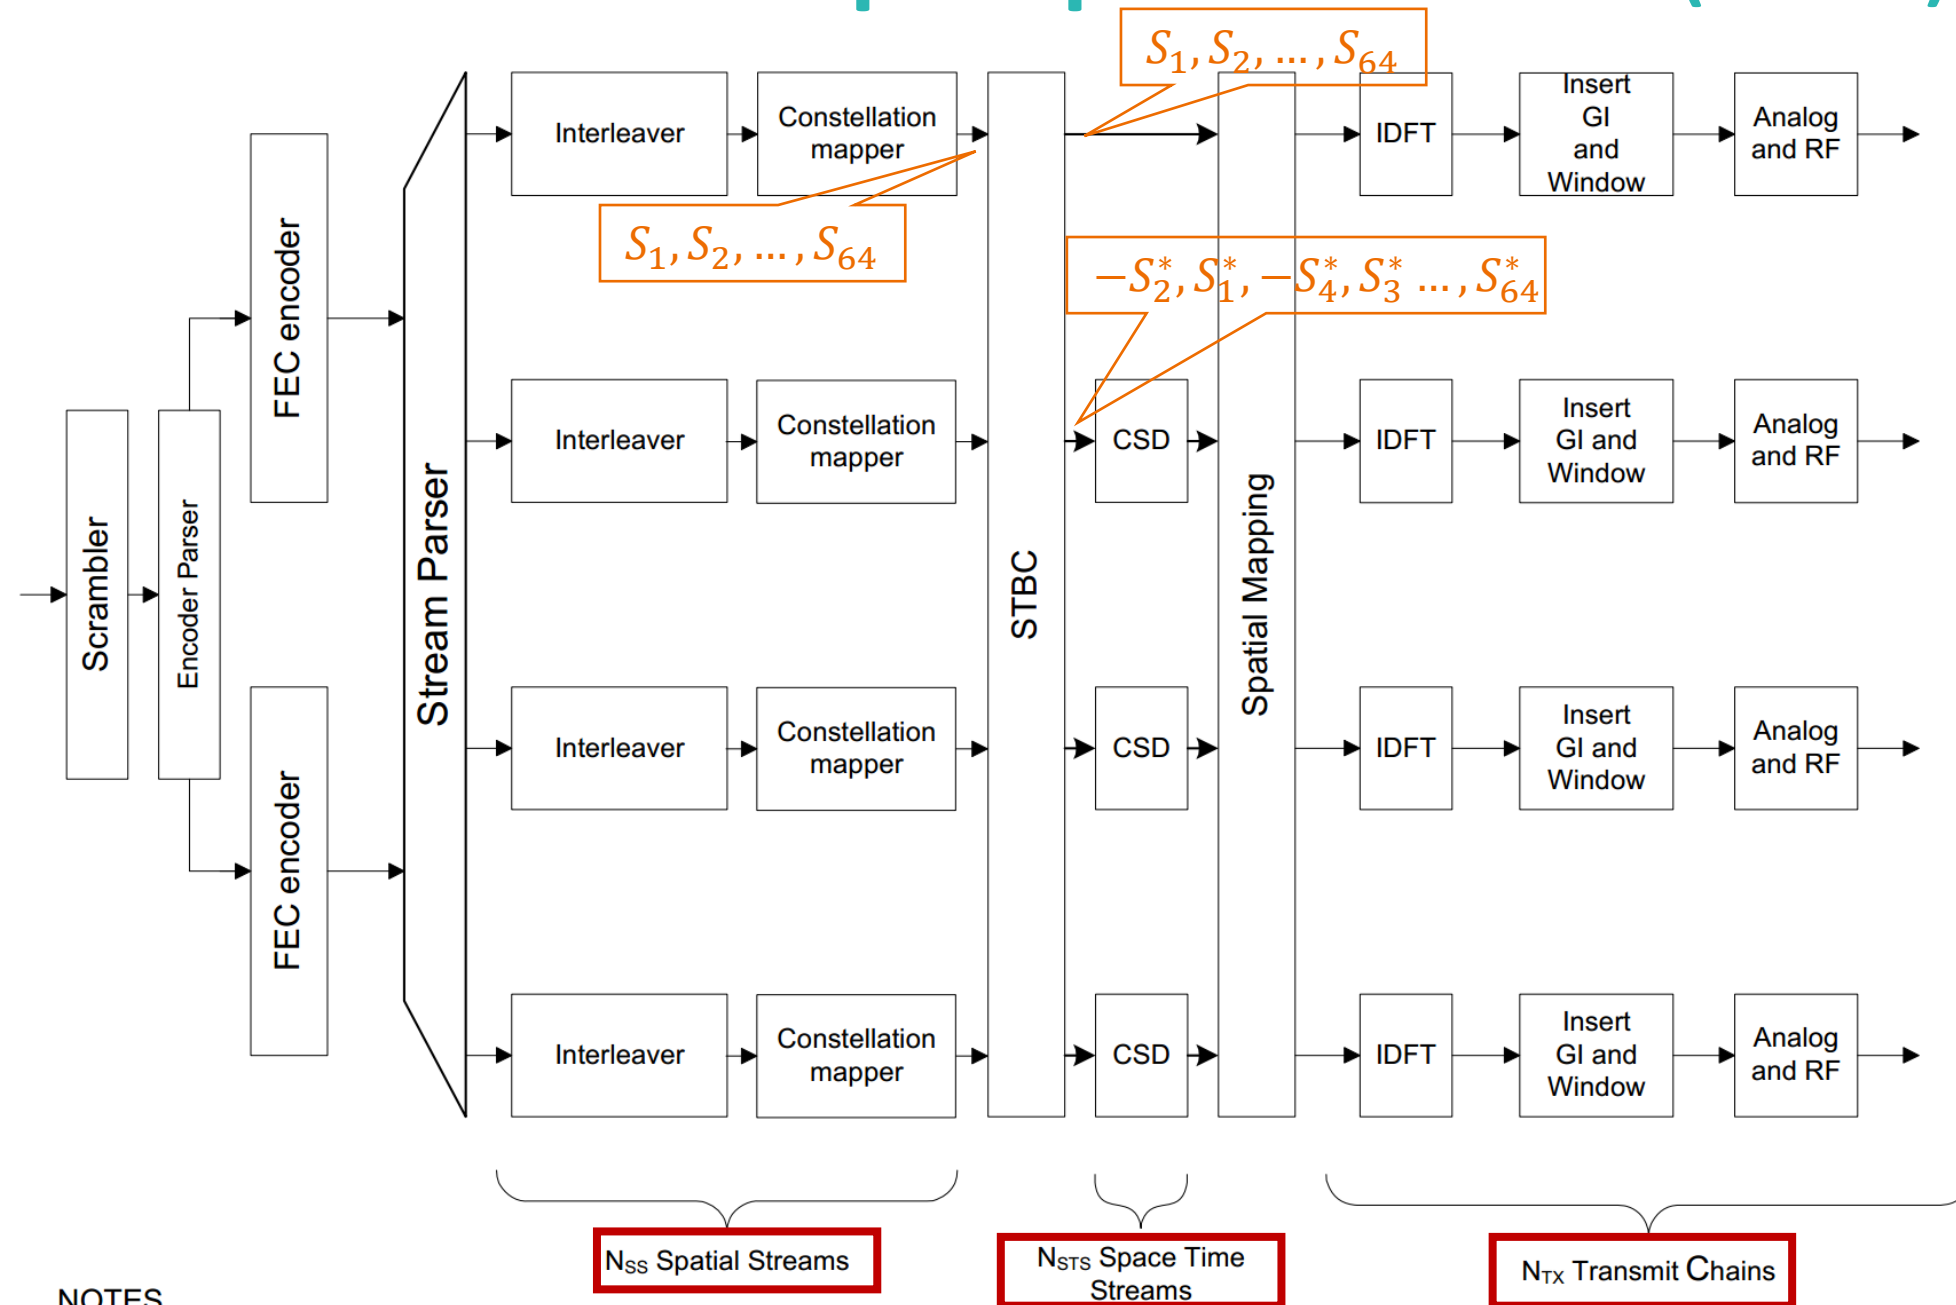 S₁, S₂, ..., S₆₄
Insert
GI
and
Window
Interleaver
Constellation
mapper
IDFT
Analog
and RF
S₁, S₂, ..., S₆₄
−S₂*, S₁*, −S₄*, S₃* ..., S₆₄*
FEC encoder
Interleaver
Constellation
mapper
CSD
IDFT
Insert
GI and
Window
Analog
and RF
Scrambler
Encoder Parser
Stream Parser
STBC
Spatial Mapping
Interleaver
Constellation
mapper
CSD
IDFT
Insert
GI and
Window
Analog
and RF
FEC encoder
Interleaver
Constellation
mapper
CSD
IDFT
Insert
GI and
Window
Analog
and RF
N_SS Spatial Streams
N_STS Space Time
Streams
N_TX Transmit Chains
NOTES